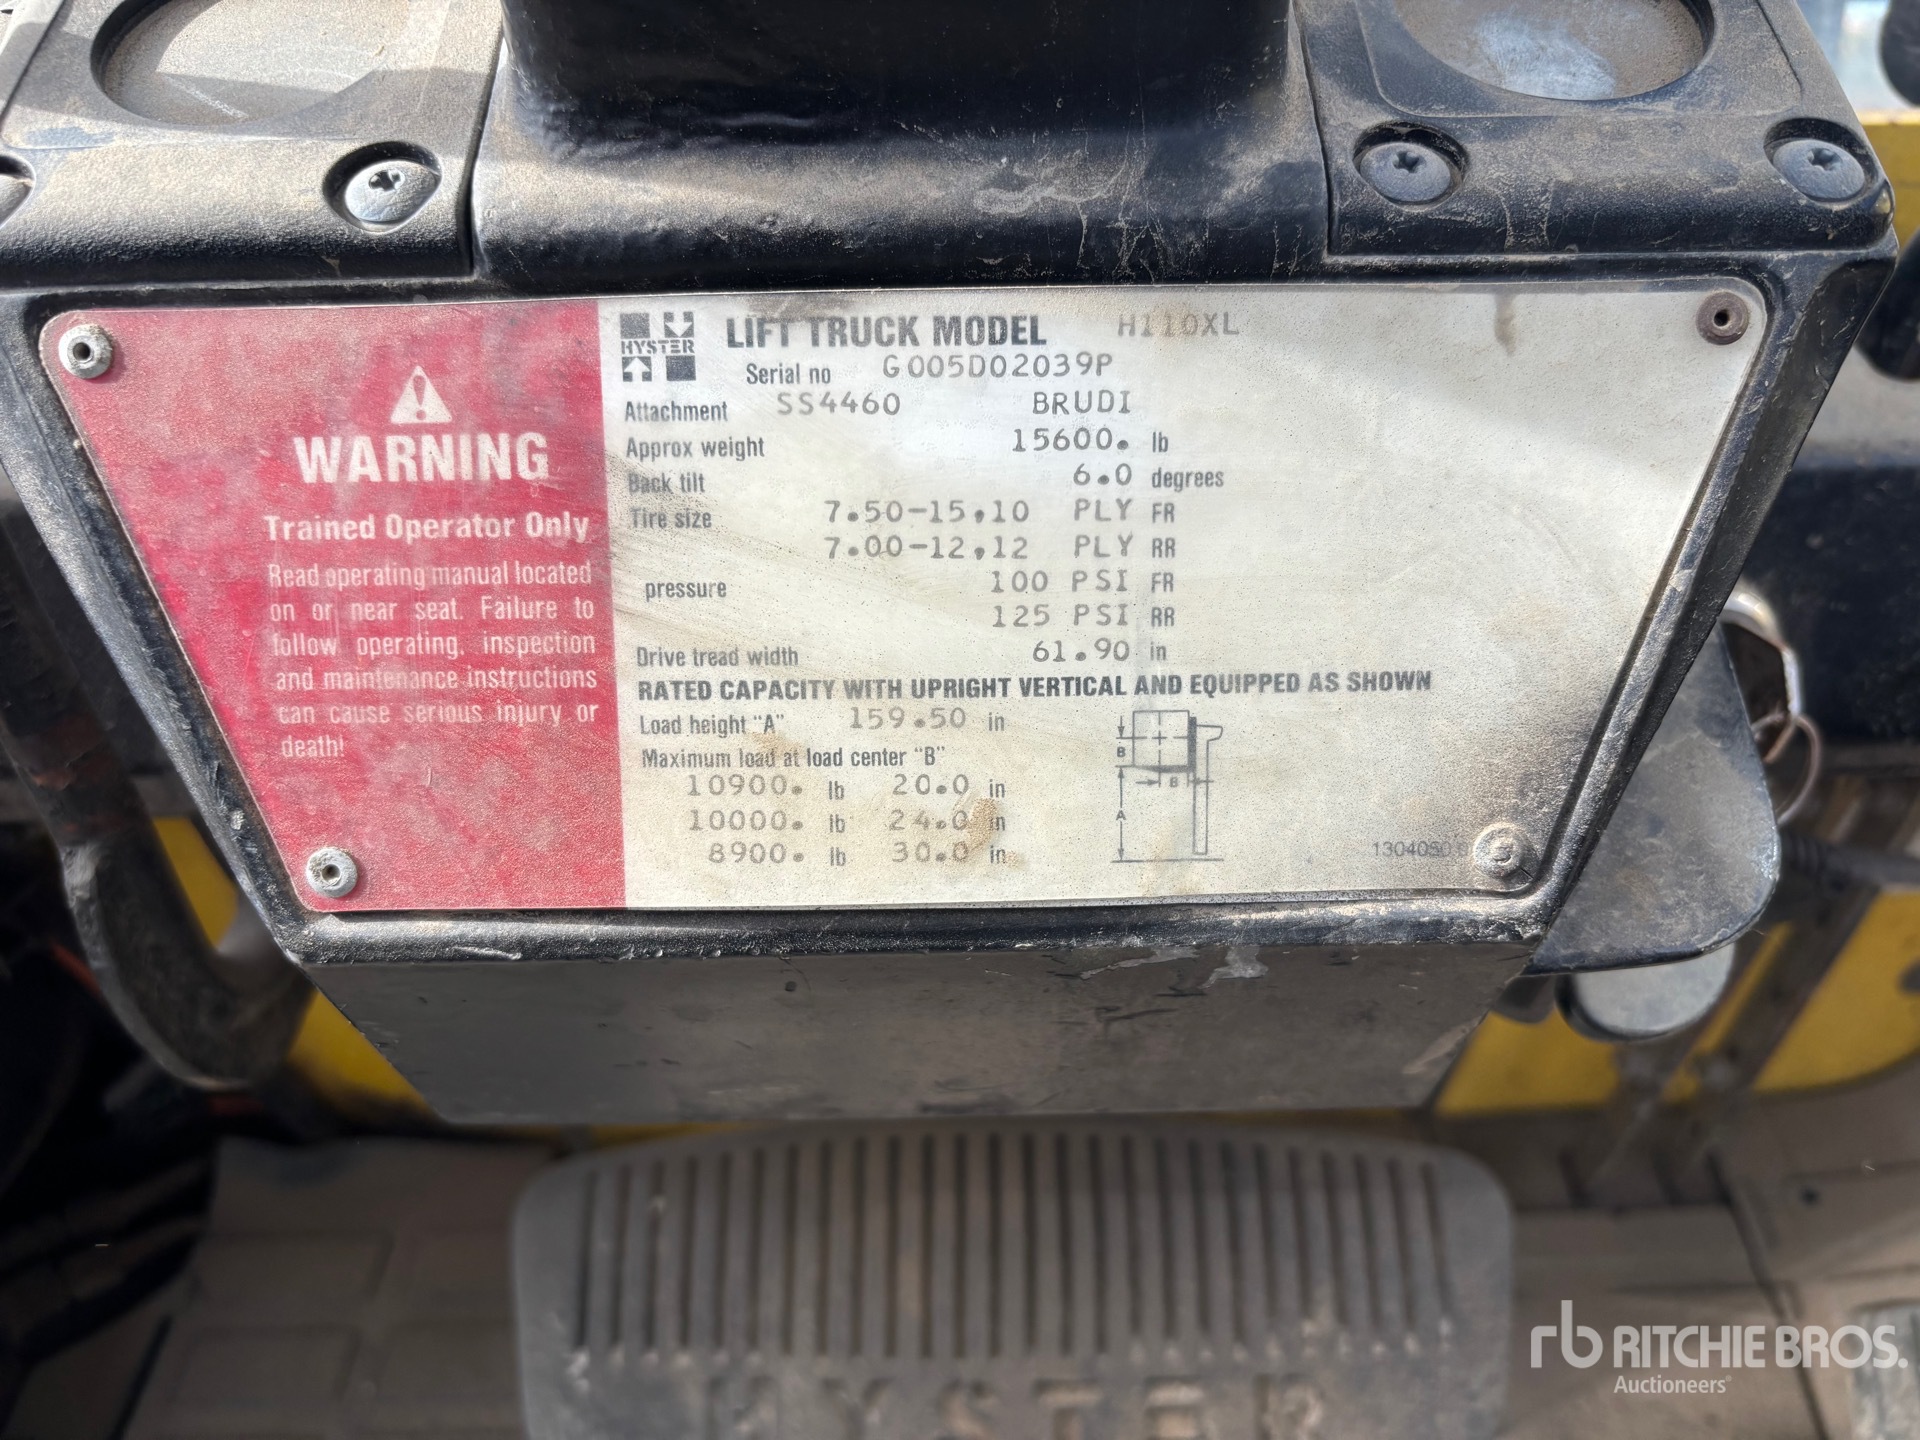 WARNING
Trained Operator Only
Read operating manual located
on or near seat. Failure to
follow operating, inspection
and maintenance instructions
can cause serious injury or
death!
HYSTER
LIFT TRUCK MODEL H110XL
Serial no G005D02039P
Attachment SS4460 BRUDI
Approx weight 15600. lb
Back tilt 6.0 degrees
Tire size 7.50-15,10 PLY FR
7.00-12,12 PLY RR
pressure 100 PSI FR
125 PSI RR
Drive tread width 61.90 in
RATED CAPACITY WITH UPRIGHT VERTICAL AND EQUIPPED AS SHOWN
Load height "A" 159.50 in
Maximum load at load center "B"
10900. lb 20.0 in
10000. lb 24.0 in
8900. lb 30.0 in
B
B
A
HYSTER
rb RITCHIE BROS.
Auctioneers